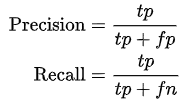 Precision = tp / (tp + fp)
Recall = tp / (tp + fn)